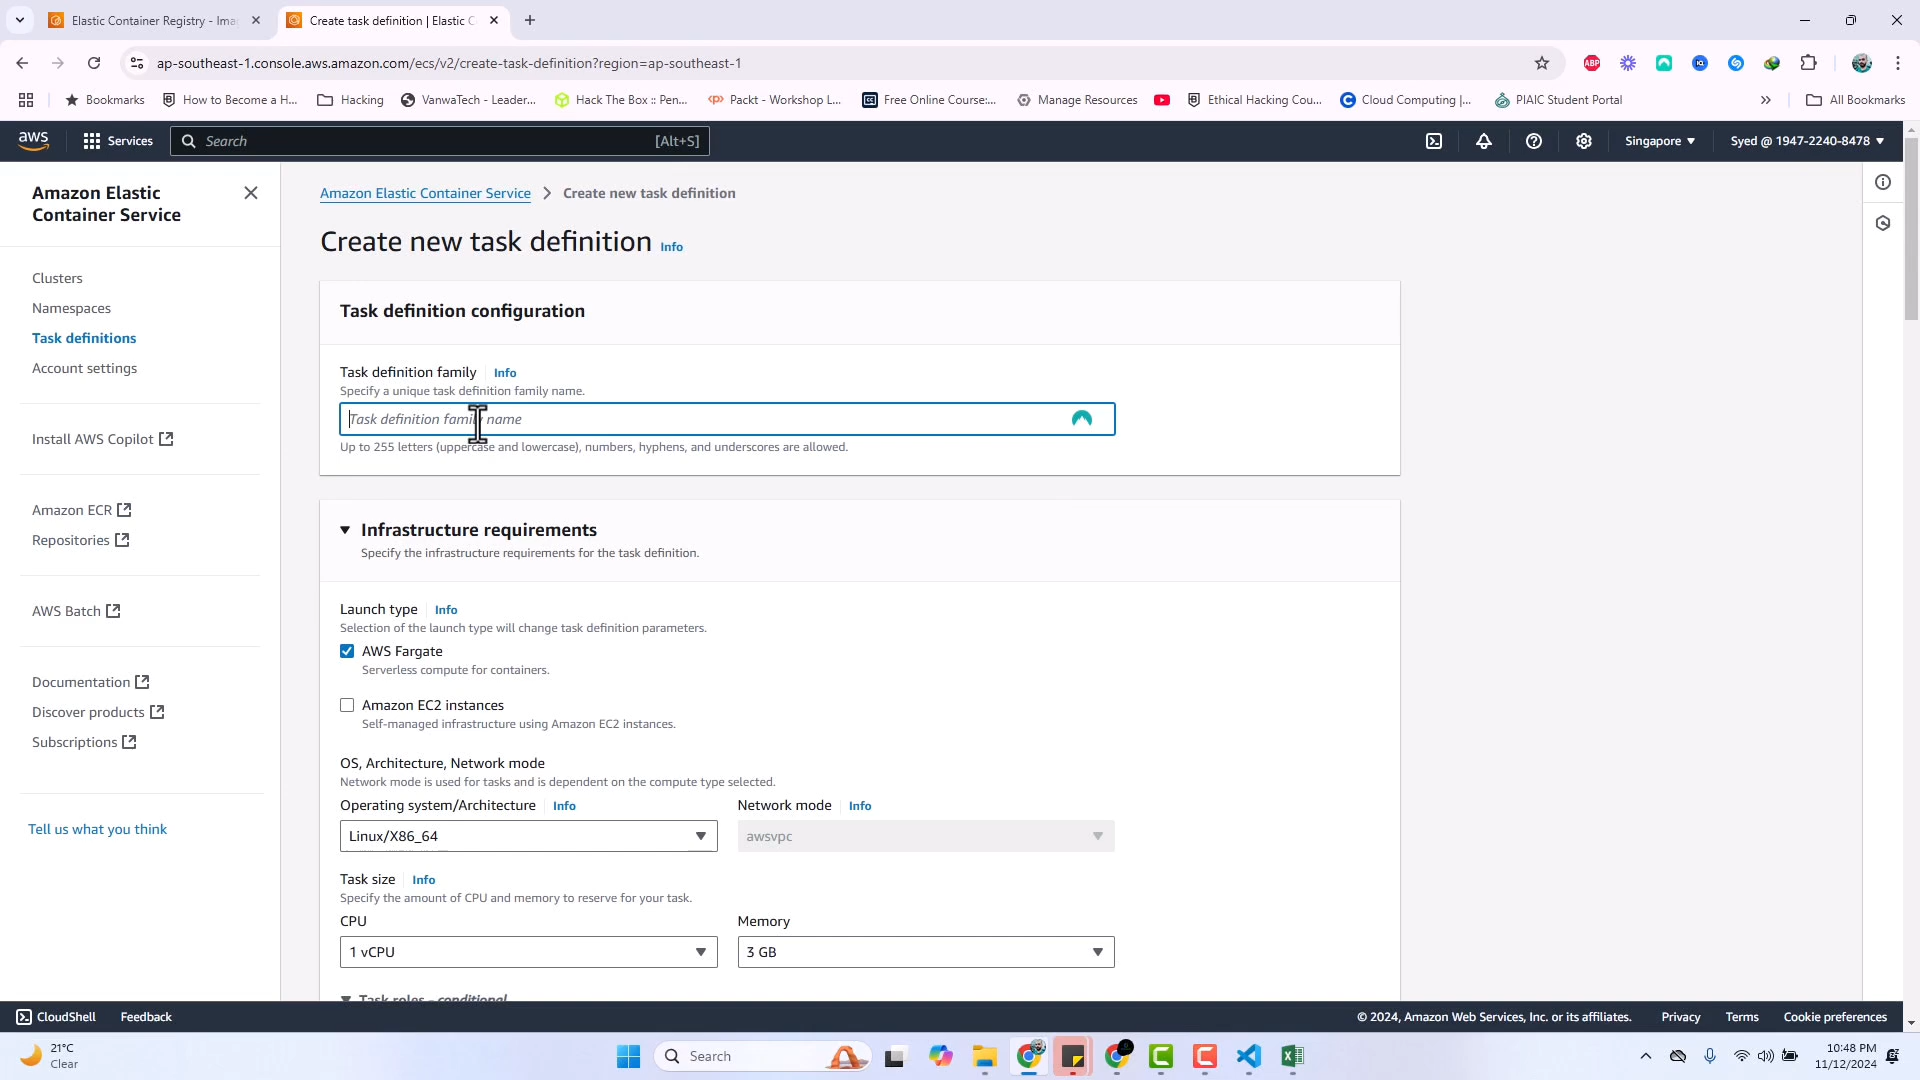 Elastic Container Registry - Ima
Create task definition | Elastic C
ap-southeast-1.console.aws.amazon.com/ecs/v2/create-task-definition?region=ap-southeast-1
ABP
Bookmarks
How to Become a H...
Hacking
VanwaTech - Leader...
Hack The Box :: Pen...
Packt - Workshop L...
Free Online Course:...
Manage Resources
Ethical Hacking Cou...
Cloud Computing |...
PIAIC Student Portal
All Bookmarks
aws
Services
Search
[Alt+S]
Singapore
Syed @ 1947-2240-8478
Amazon Elastic
Container Service
Clusters
Namespaces
Task definitions
Account settings
Install AWS Copilot
Amazon ECR
Repositories
AWS Batch
Documentation
Discover products
Subscriptions
Tell us what you think
Amazon Elastic Container Service > Create new task definition
Create new task definition Info
Task definition configuration
Task definition family Info
Specify a unique task definition family name.
Task definition family name
Up to 255 letters (uppercase and lowercase), numbers, hyphens, and underscores are allowed.
Infrastructure requirements
Specify the infrastructure requirements for the task definition.
Launch type Info
Selection of the launch type will change task definition parameters.
AWS Fargate
Serverless compute for containers.
Amazon EC2 instances
Self-managed infrastructure using Amazon EC2 instances.
OS, Architecture, Network mode
Network mode is used for tasks and is dependent on the compute type selected.
Operating system/Architecture Info
Network mode Info
Linux/X86_64
awsvpc
Task size Info
Specify the amount of CPU and memory to reserve for your task.
CPU
Memory
1 vCPU
3 GB
Task roles - conditional
CloudShell
Feedback
© 2024, Amazon Web Services, Inc. or its affiliates.
Privacy
Terms
Cookie preferences
21°C
Clear
Search
10:48 PM
11/12/2024